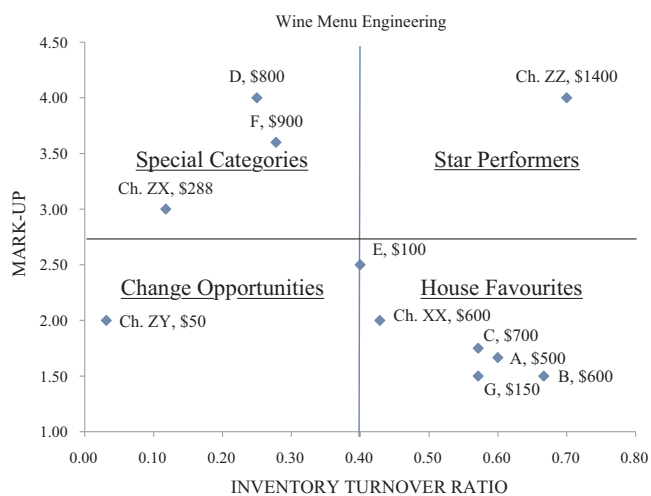 Wine Menu Engineering
4.50
D, $800
Ch. ZZ, $1400
4.00
F, $900
3.50
Special Categories
Star Performers
Ch. ZX, $288
3.00
MARK-UP
E, $100
2.50
Change Opportunities
House Favourites
Ch. ZY, $50
Ch. XX, $600
2.00
C, $700
A, $500
1.50
G, $150
B, $600
1.00
0.00 0.10 0.20 0.30 0.40 0.50 0.60 0.70 0.80
INVENTORY TURNOVER RATIO